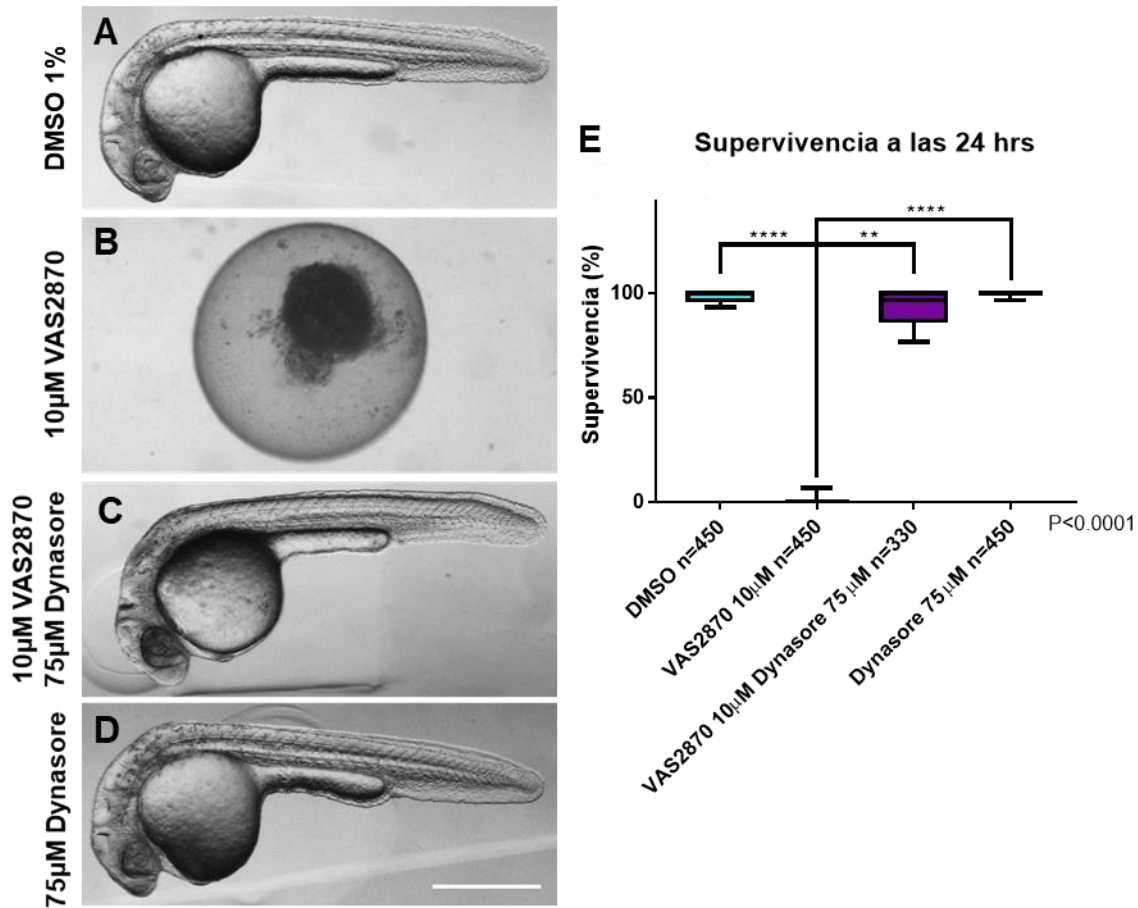 A
DMSO 1%
B
10µM VAS2870
C
10µM VAS2870
75µM Dynasore
D
75µM Dynasore
E
Supervivencia a las 24 hrs
Supervivencia (%)
100
50
0
****
**
****
DMSO n=450
VAS2870 10µM n=450
VAS2870 10µM Dynasore 75 µM n=330
Dynasore 75 µM n=450
P<0.0001